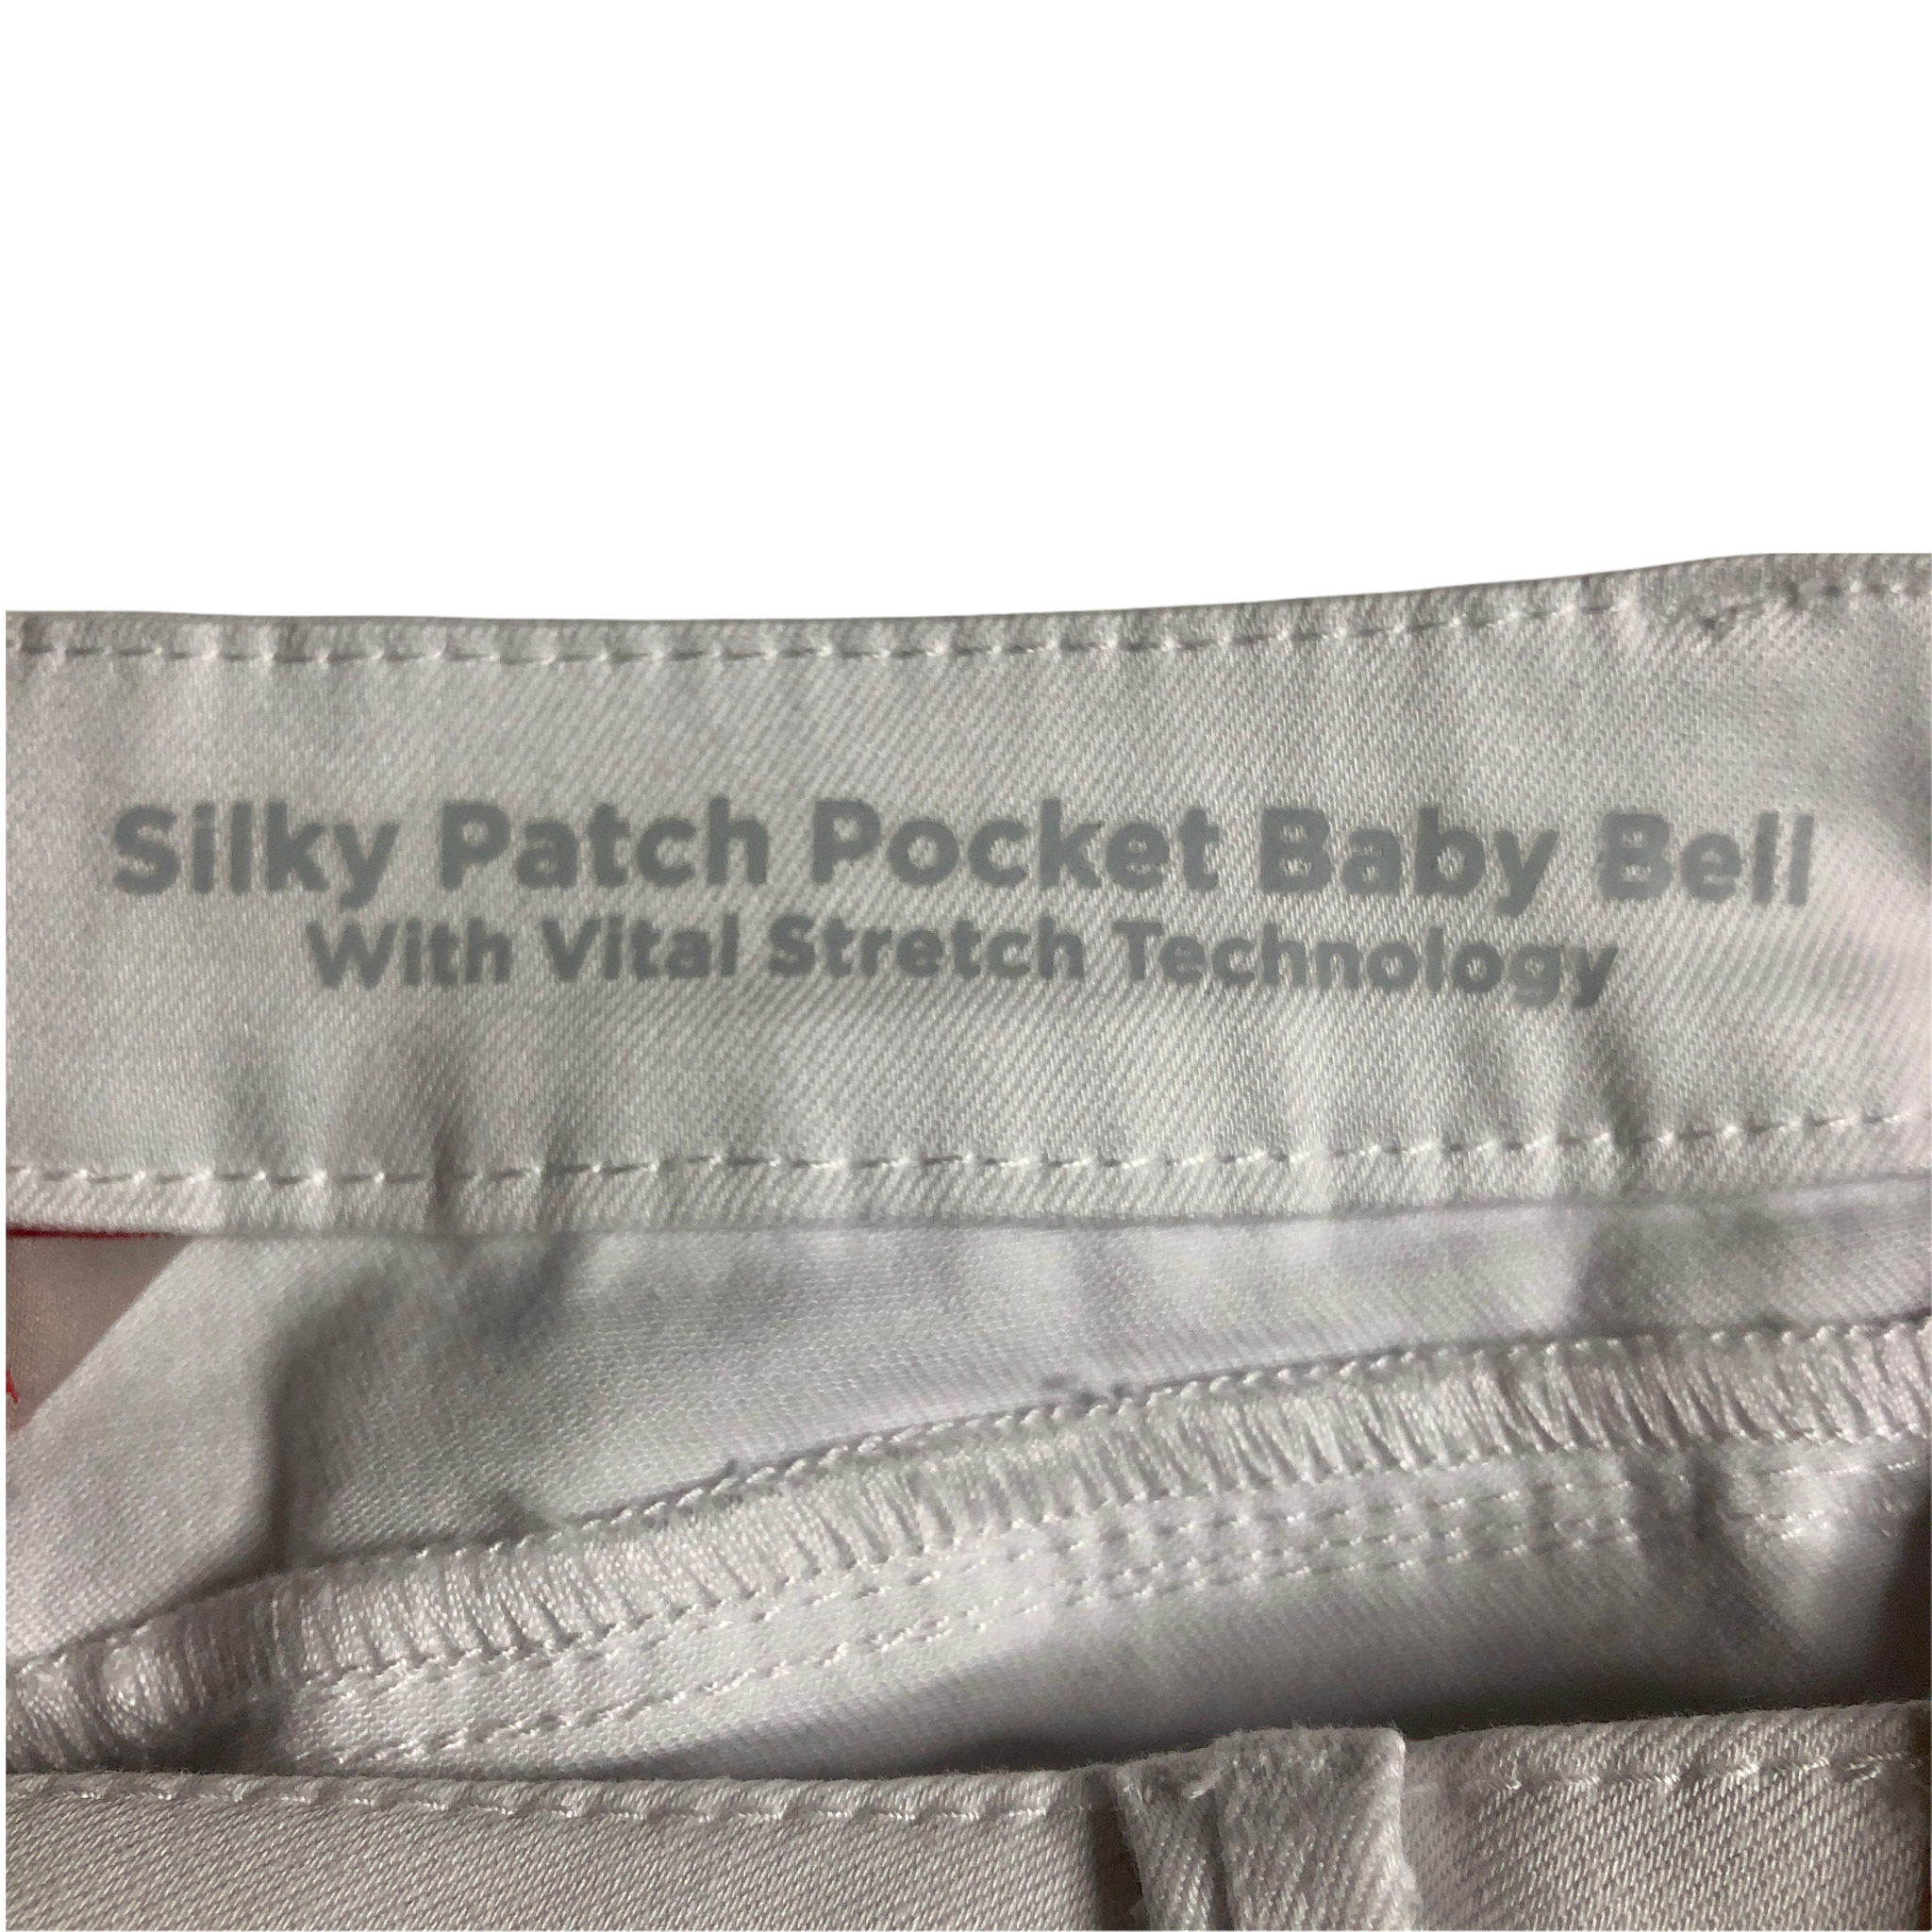 Silky Patch Pocket Baby Bell
With Vital Stretch Technology